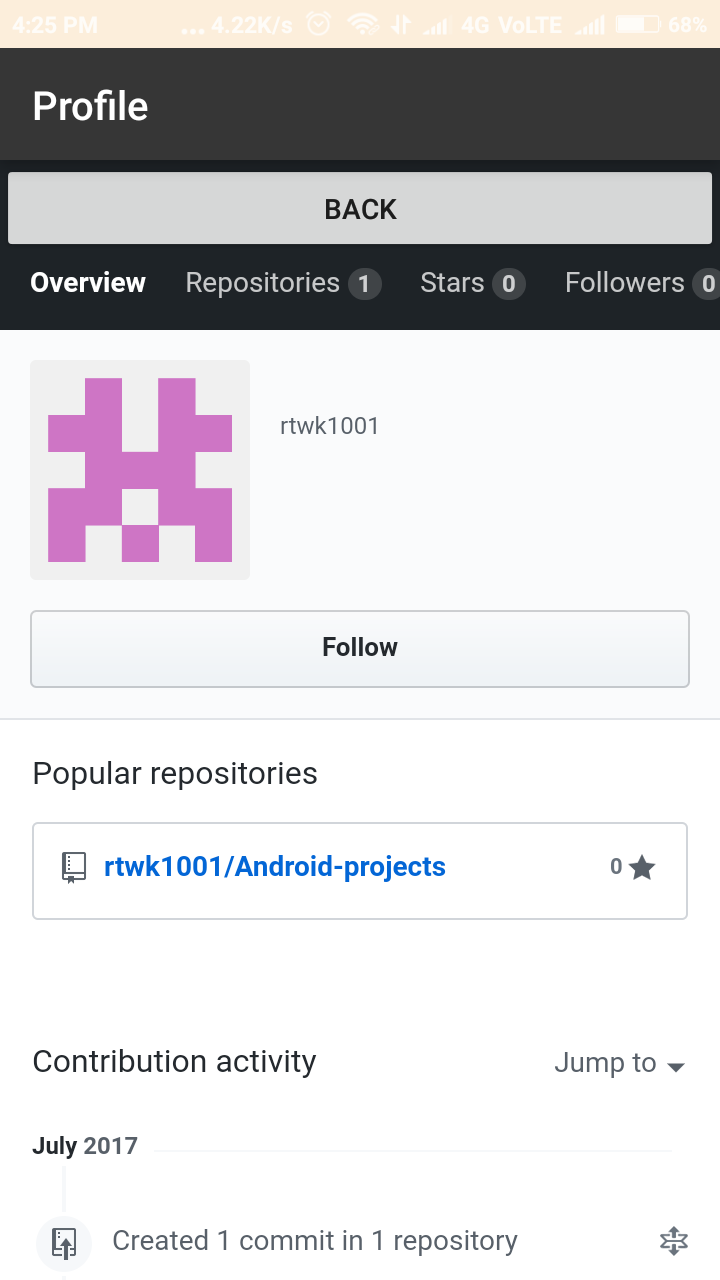 4:25 PM ... 4.22K/s 4G VoLTE 68%
Profile
BACK
Overview Repositories 1 Stars 0 Followers 0
rtwk1001
Follow
Popular repositories
rtwk1001/Android-projects 0
Contribution activity Jump to
July 2017
Created 1 commit in 1 repository